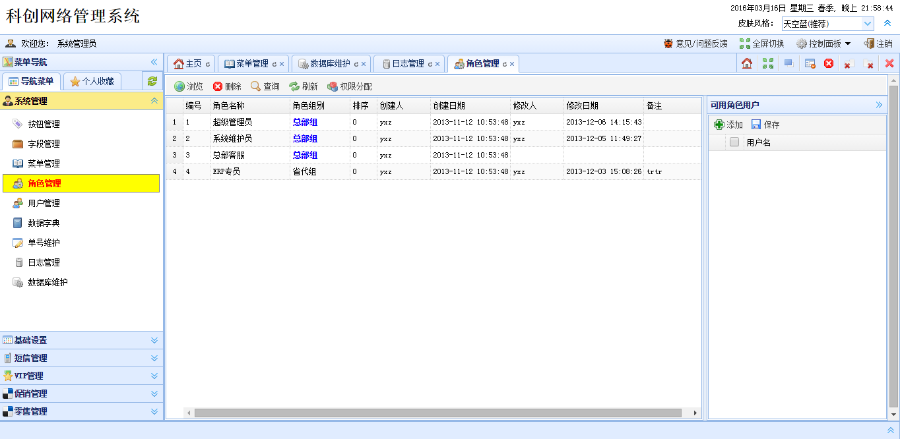 科创网络管理系统
2016年03月16日 星期三 春季, 晚上 21:58:44
皮肤风格: 天空蓝(推荐)
欢迎您: 系统管理员
意见/问题反馈 全屏切换 控制面板 注销
菜单导航
主页 菜单管理 数据库维护 日志管理 角色管理
导航菜单 个人收藏
浏览 删除 查询 刷新 权限分配
系统管理
按钮管理
字段管理
菜单管理
角色管理
用户管理
数据字典
单号维护
日志管理
数据库维护
基础设置
短信管理
VIP管理
促销管理
零售管理
编号 角色名称 角色组别 排序 创建人 创建日期 修改人 修改日期 备注
1 1 超级管理员 总部组 0 yxz 2013-11-12 10:53:48 yxz 2013-12-06 14:15:43
2 2 系统维护员 总部组 0 yxz 2013-11-12 10:53:48 yxz 2013-12-05 11:49:27
3 3 总部客服 总部组 0 yxz 2013-11-12 10:53:48
4 4 ERP专员 省代组 0 yxz 2013-11-12 10:53:48 yxz 2013-12-03 15:08:26 trtr
可用角色用户
添加 保存
用户名